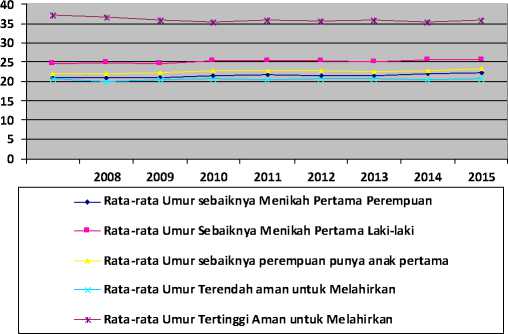 40
35
30
25
20
15
10
5
0
2008 2009 2010 2011 2012 2013 2014 2015
Rata-rata Umur sebaiknya Menikah Pertama Perempuan
Rata-rata Umur Sebaiknya Menikah Pertama Laki-laki
Rata-rata Umur sebaiknya perempuan punya anak pertama
Rata-rata Umur Terendah aman untuk Melahirkan
Rata-rata Umur Tertinggi Aman untuk Melahirkan